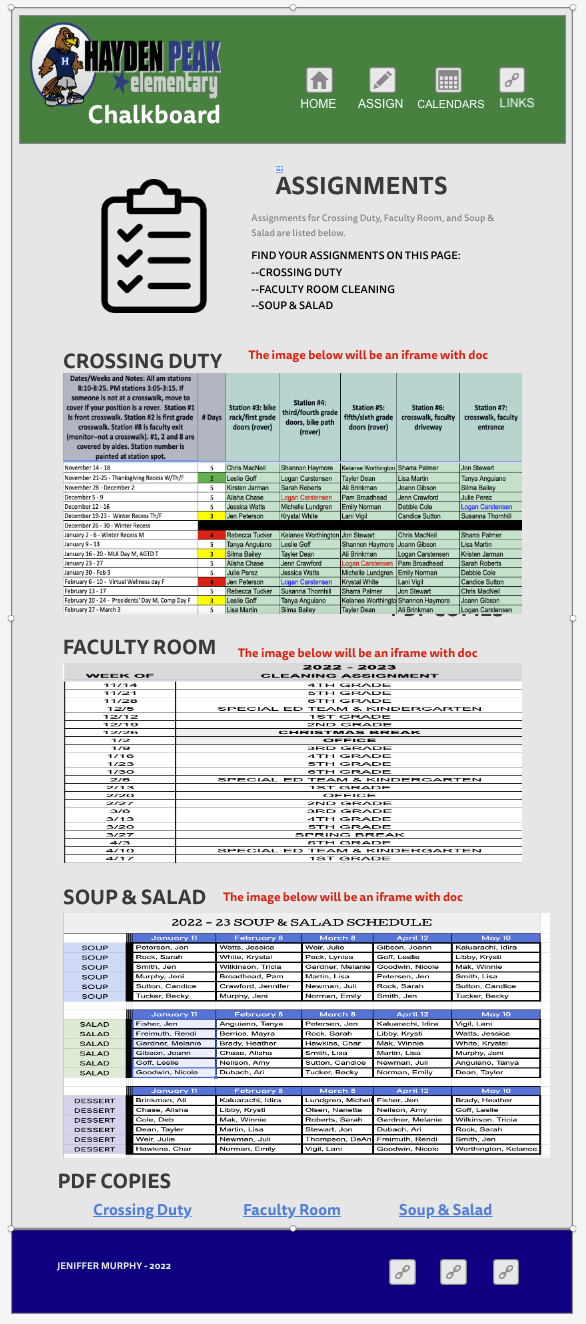 HAYDEN PEAK
elementary
Chalkboard
H
HOME ASSIGN CALENDARS LINKS
ASSIGNMENTS
Assignments for Crossing Duty, Faculty Room, and Soup &
Salad are listed below.
FIND YOUR ASSIGNMENTS ON THIS PAGE:
--CROSSING DUTY
--FACULTY ROOM CLEANING
--SOUP & SALAD
CROSSING DUTY The image below will be an iframe with doc
Dates/Weeks and Notes: All am stations
8:10-8:25. PM stations 3:05-3:15. If
someone is not at a crosswalk, move to
cover if your position is a rover. Station #1
is front crosswalk. Station #2 is first grade
crosswalk. Station #8 is faculty exit
(monitor--not a crosswalk). #1, 2 and 8 are
covered by aides. Station number is
painted at station spot.
# Days
Station #3: bike
rack/first grade
doors (rover)
Station #4:
third/fourth grade
doors, bike path
(rover)
Station #5:
fifth/sixth grade
doors (rover)
Station #6:
crosswalk, faculty
driveway
Station #7:
crosswalk, faculty
entrance
November 14 - 18 5 Chris MacNeil Shannon Haymore Kelanee Worthington Sharra Palmer Jon Stewart
November 21-25 - Thanksgiving Recess W/Th/F 2 Leslie Goff Logan Carstensen Tayler Dean Lisa Martin Tanya Anguiano
November 28 - December 2 5 Kirsten Jarman Sarah Roberts Ali Brinkman Joann Gibson Silma Bailey
December 5 - 9 5 Alisha Chase Logan Carstensen Pam Broadhead Jenn Crawford Julie Perez
December 12 - 16 5 Jessica Watts Michelle Lundgren Emily Norman Debbie Cole Logan Carstensen
December 19-23 - Winter Recess Th/F 3 Jen Peterson Krystal White Lani Vigil Candice Sutton Susanna Thornhill
December 26 - 30 - Winter Recess
January 2 - 6 - Winter Recess M 4 Rebecca Tucker Kelanee Worthington Jon Stewart Chris MacNeil Sharra Palmer
January 9 - 13 5 Tanya Anguiano Leslie Goff Shannon Haymore Debbie Cole Lisa Martin
January 16 - 20 - MLK Day M, AGTD T 3 Silma Bailey Tayler Dean Ali Brinkman Logan Carstensen Kristen Jarman
January 23 - 27 5 Alisha Chase Jenn Crawford Logan Carstensen Pam Broadhead Sarah Roberts
January 30 - Feb 3 5 Julie Perez Jessica Watts Michelle Lundgren Emily Norman Debbie Cole
February 6 - 10 - Virtual Wellness day F 4 Jen Peterson Logan Carstensen Krystal White Lani Vigil Candice Sutton
February 13 - 17 5 Rebecca Tucker Susanna Thornhill Sharra Palmer Jon Stewart Chris MacNeil
February 20 - 24 - Presidents' Day M, Comp Day F 3 Leslie Goff Tanya Anguiano Kelanee Worthingto Shannon Haymore Joann Gibson
February 27 - March 3 5 Lisa Martin Silma Bailey Tayler Dean Ali Brinkman Logan Carstensen
FACULTY ROOM The image below will be an iframe with doc
2022 - 2023
WEEK OF CLEANING ASSIGNMENT
11/14 4TH GRADE
11/21 5TH GRADE
11/28 6TH GRADE
12/5 SPECIAL ED TEAM & KINDERGARTEN
12/12 1ST GRADE
12/19 2ND GRADE
12/26 CHRISTMAS BREAK
1/2 OFFICE
1/9 3RD GRADE
1/16 4TH GRADE
1/23 5TH GRADE
1/30 6TH GRADE
2/6 SPECIAL ED TEAM & KINDERGARTEN
2/13 1ST GRADE
2/20 OFFICE
2/27 2ND GRADE
3/6 3RD GRADE
3/13 4TH GRADE
3/20 5TH GRADE
3/27 SPRING BREAK
4/3 6TH GRADE
4/10 SPECIAL ED TEAM & KINDERGARTEN
4/17 1ST GRADE
SOUP & SALAD The image below will be an iframe with doc
2022 - 23 SOUP & SALAD SCHEDULE
January 11 February 8 March 8 April 12 May 10
SOUP Petersen, Jen Watts, Jessica Weir, Julie Gibson, Joann Kaluarachi, Idira
SOUP Rock, Sarah White, Krystal Peck, Lynica Goff, Leslie Libby, Krysti
SOUP Smith, Jen Wilkinson, Tricia Gardner, Melanie Goodwin, Nicole Mak, Winnie
SOUP Murphy, Jeni Broadhead, Pam Martin, Lisa Petersen, Jen Smith, Lisa
SOUP Sutton, Candice Crawford, Jennifer Newman, Juli Rock, Sarah Sutton, Candice
SOUP Tucker, Becky Murphy, Jeni Norman, Emily Smith, Jen Tucker, Becky
January 11 February 8 March 8 April 12 May 10
SALAD Fisher, Jen Anguiano, Tanya Petersen, Jen Kaluarachi, Idira Vigil, Lani
SALAD Freimuth, Rendi Berrios, Mayra Rock, Sarah Libby, Krysti Watts, Jessica
SALAD Gardner, Melanie Brady, Heather Hawkins, Char Mak, Winnie White, Krystal
SALAD Gibson, Joann Chase, Alisha Smith, Lisa Martin, Lisa Murphy, Jeni
SALAD Goff, Leslie Neilson, Amy Sutton, Candice Newman, Juli Anguiano, Tanya
SALAD Goodwin, Nicole Dubach, Ari Tucker, Becky Norman, Emily Dean, Tayler
January 11 February 8 March 8 April 12 May 10
DESSERT Brinkman, Ali Kaluarachi, Idira Lundgren, Michell Fisher, Jen Brady, Heather
DESSERT Chase, Alisha Libby, Krysti Olsen, Nanette Neilson, Amy Goff, Leslie
DESSERT Cole, Deb Mak, Winnie Roberts, Sarah Gardner, Melanie Wilkinson, Tricia
DESSERT Dean, Tayler Martin, Lisa Stewart, Jon Dubach, Ari Rock, Sarah
DESSERT Weir, Julie Newman, Juli Thompson, DeAn Freimuth, Rendi Smith, Jen
DESSERT Hawkins, Char Norman, Emily Vigil, Lani Goodwin, Nicole Worthington, Kelanee
PDF COPIES
Crossing Duty Faculty Room Soup & Salad
JENIFFER MURPHY - 2022